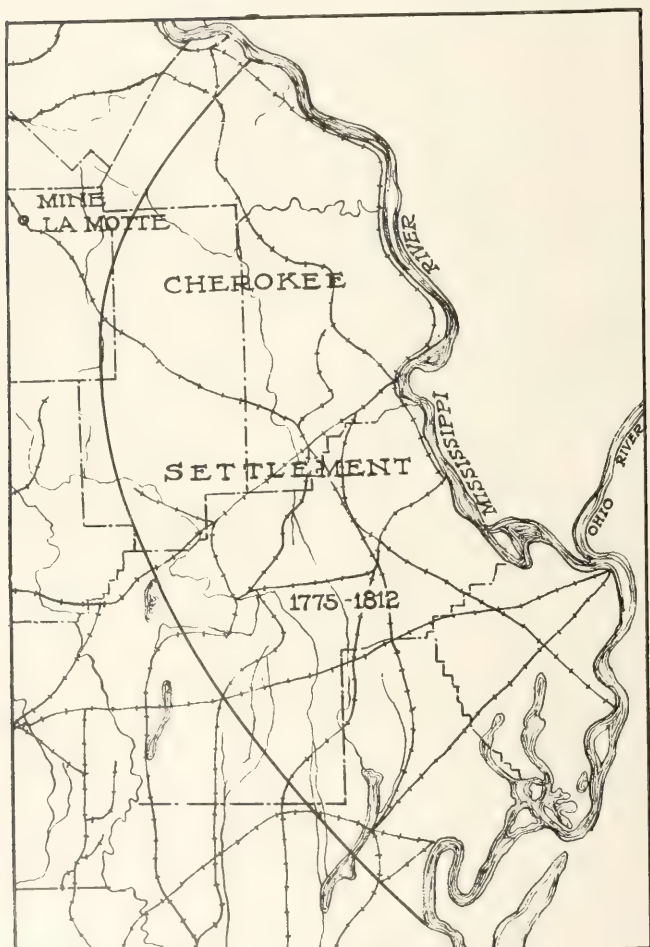 MINE
LA MOTTE
CHEROKEE
RIVER
MISSISSIPPI
OHIO
RIVER
SETTLEMENT
1775-1812